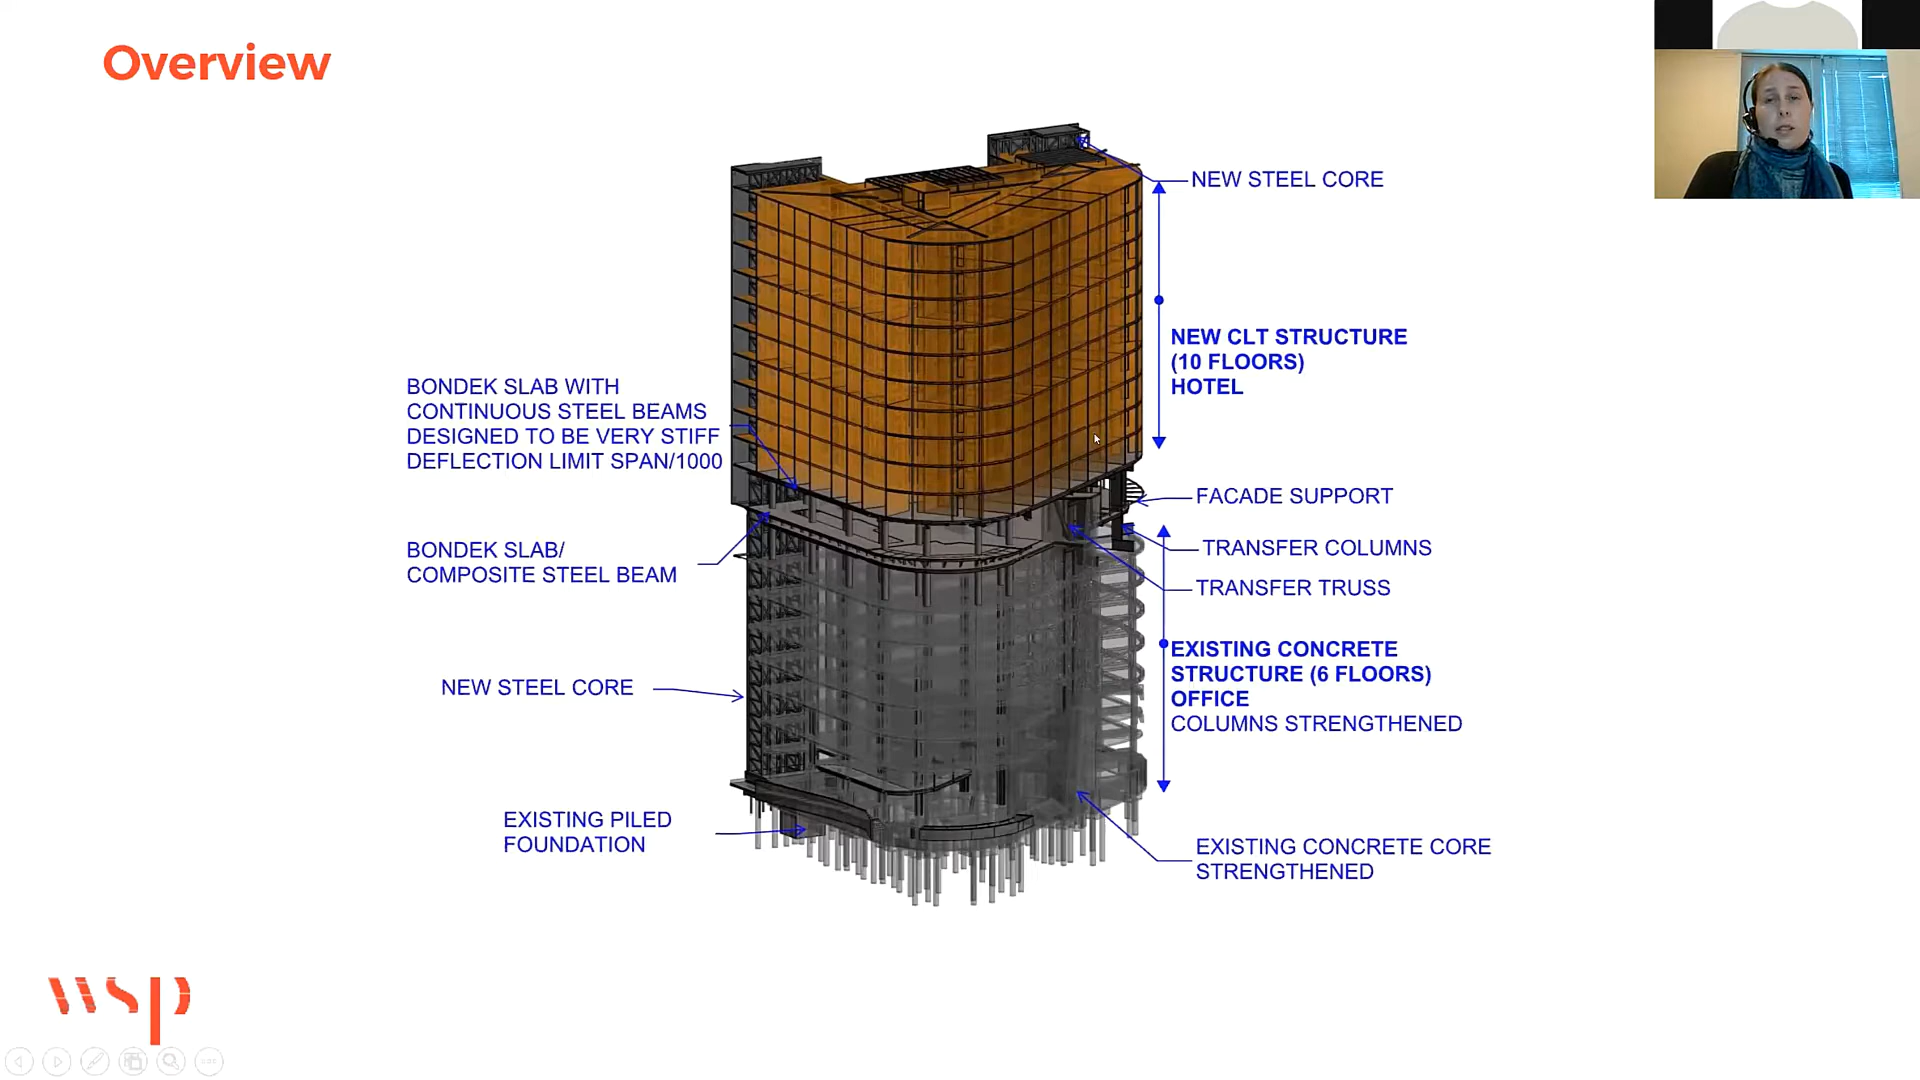 Overview
NEW STEEL CORE
NEW CLT STRUCTURE
(10 FLOORS)
HOTEL
BONDEK SLAB WITH
CONTINUOUS STEEL BEAMS
DESIGNED TO BE VERY STIFF
DEFLECTION LIMIT SPAN/1000
FACADE SUPPORT
BONDEK SLAB/
COMPOSITE STEEL BEAM
TRANSFER COLUMNS
TRANSFER TRUSS
EXISTING CONCRETE
STRUCTURE (6 FLOORS)
OFFICE
COLUMNS STRENGTHENED
NEW STEEL CORE
EXISTING PILED
FOUNDATION
EXISTING CONCRETE CORE
STRENGTHENED
wsp